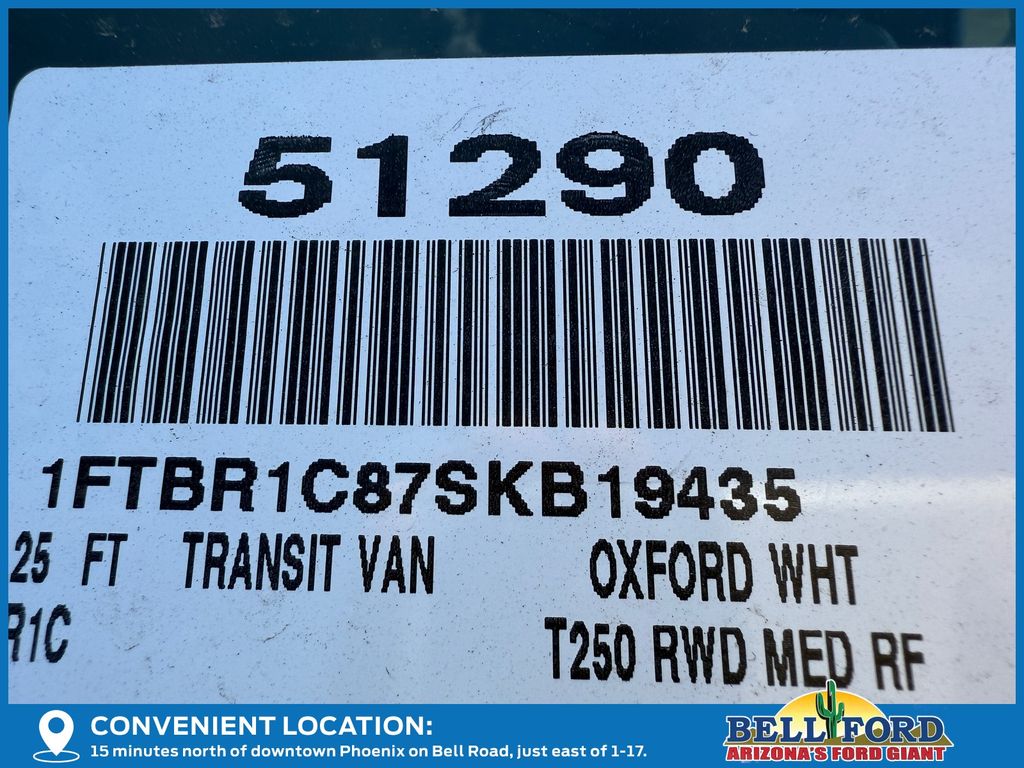 51290
1FTBR1C87SKB19435
25 FT TRANSIT VAN OXFORD WHT
R1C T250 RWD MED RF
CONVENIENT LOCATION:
15 minutes north of downtown Phoenix on Bell Road, just east of 1-17.
BELL FORD
ARIZONA'S FORD GIANT